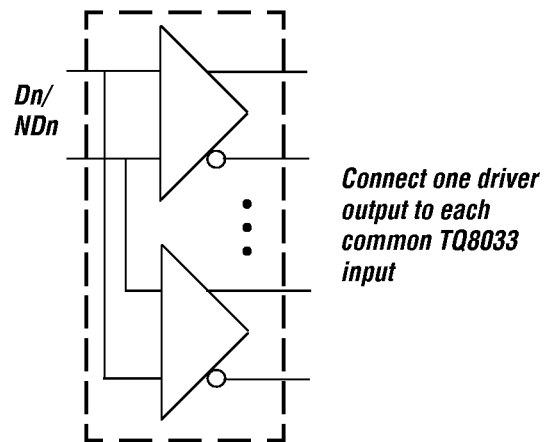 Dn/
NDn
Connect one driver
output to each
common TQ8033
input